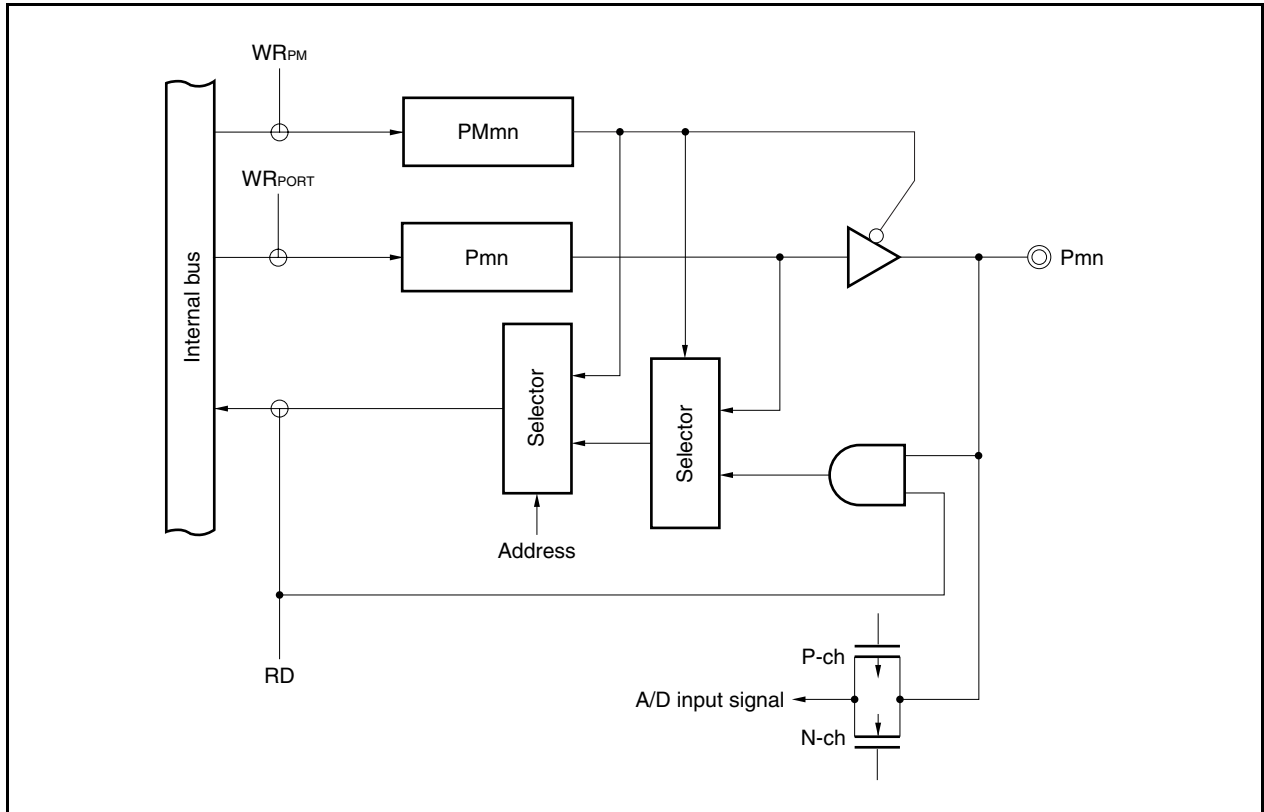 WRPM
PMmn
WRPORT
Pmn
Pmn
Internal bus
Selector
Selector
Address
RD
P-ch
A/D input signal
N-ch